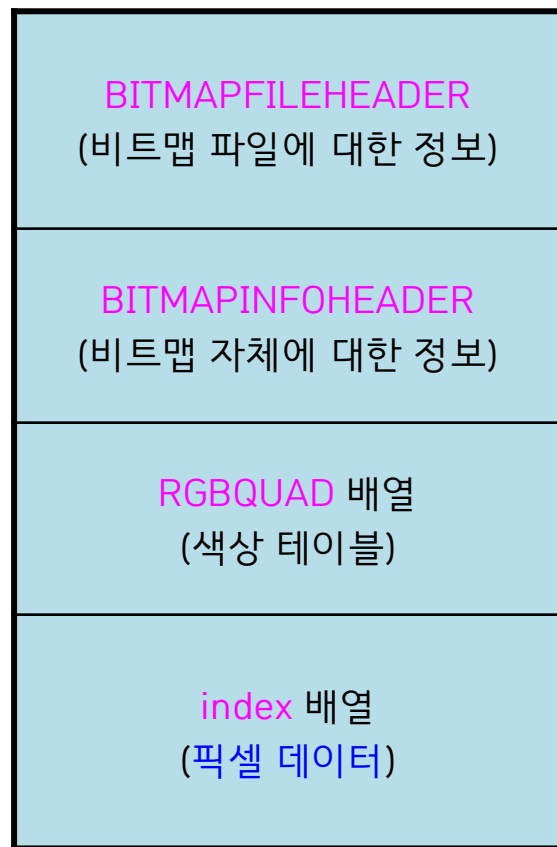 BITMAPFILEHEADER
(비트맵 파일에 대한 정보)
BITMAPINFOHEADER
(비트맵 자체에 대한 정보)
RGBQUAD 배열
(색상 테이블)
index 배열
(픽셀 데이터)